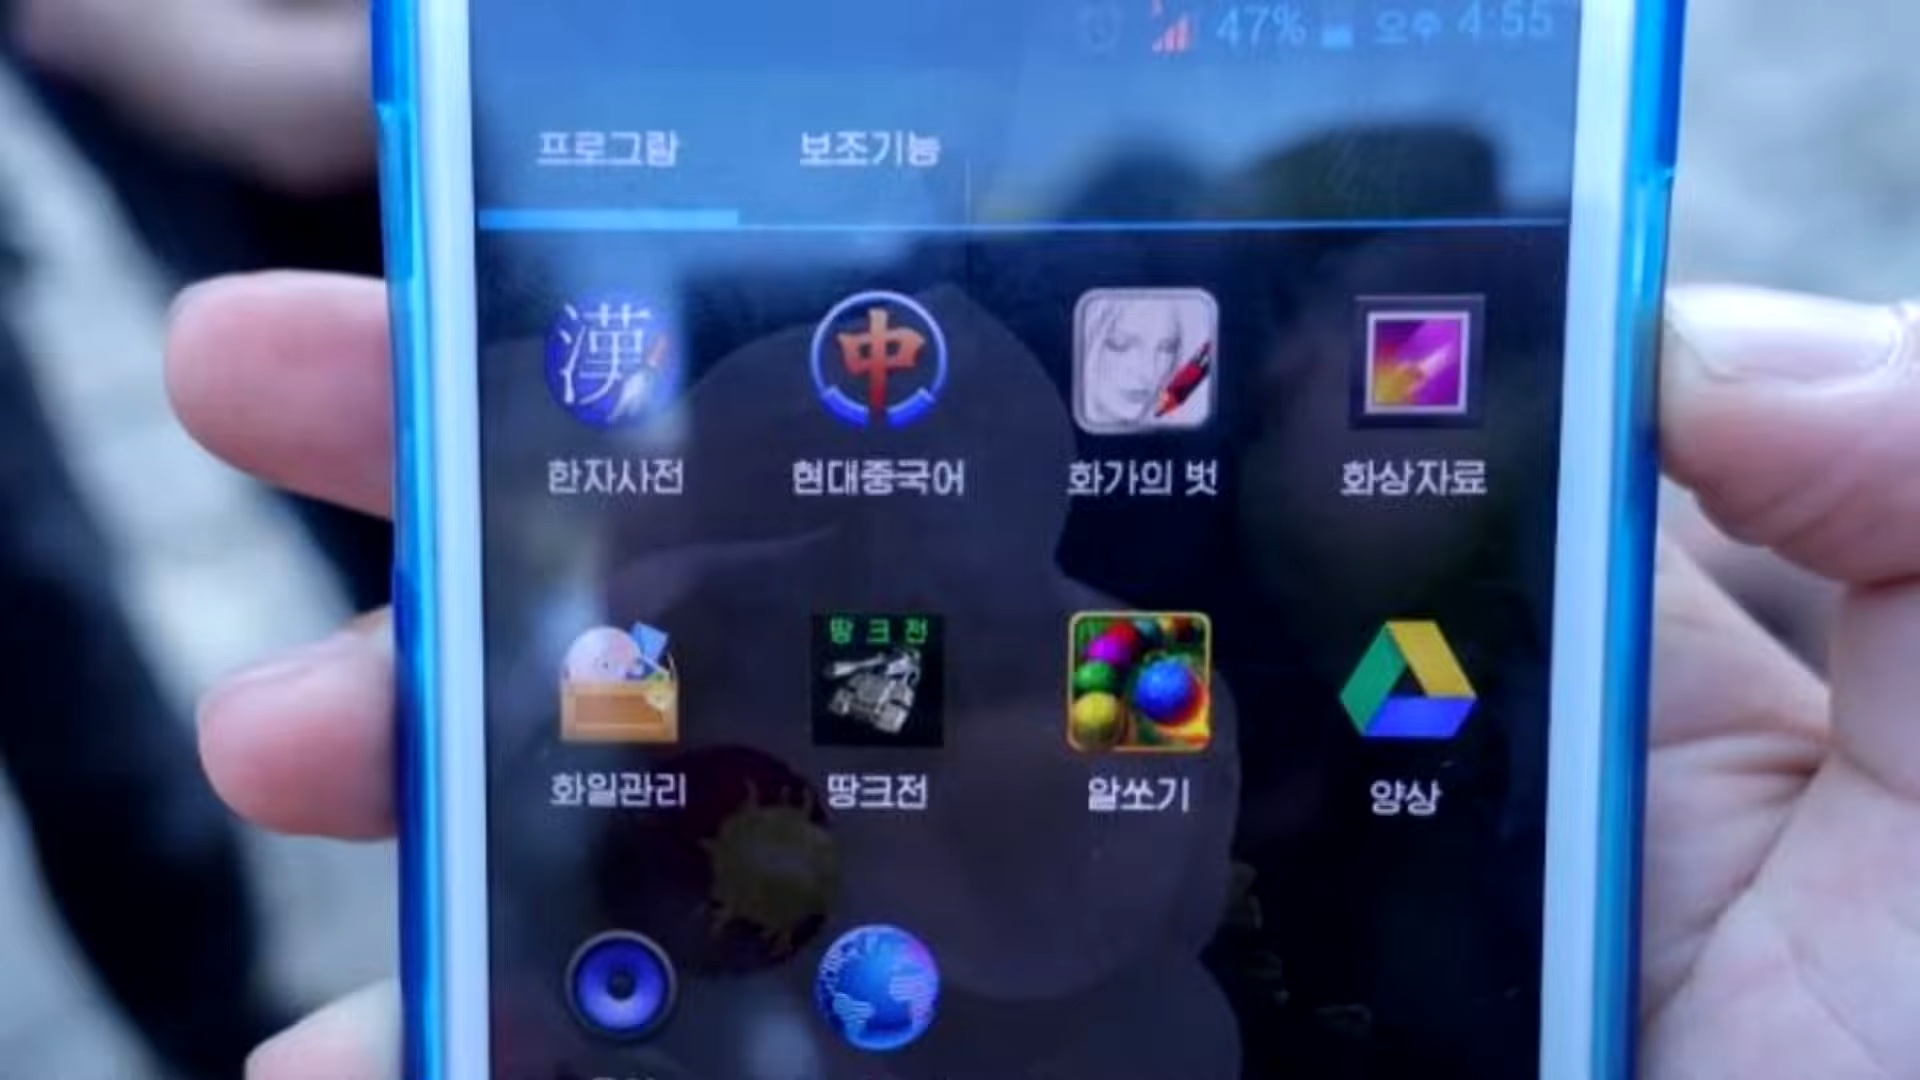 47% 오후 4:55
프로그람 보조기능
漢 中
한자사전 현대중국어 화가의 벗 화상자료
땅크전
화일관리 땅크전 알쏘기 양상